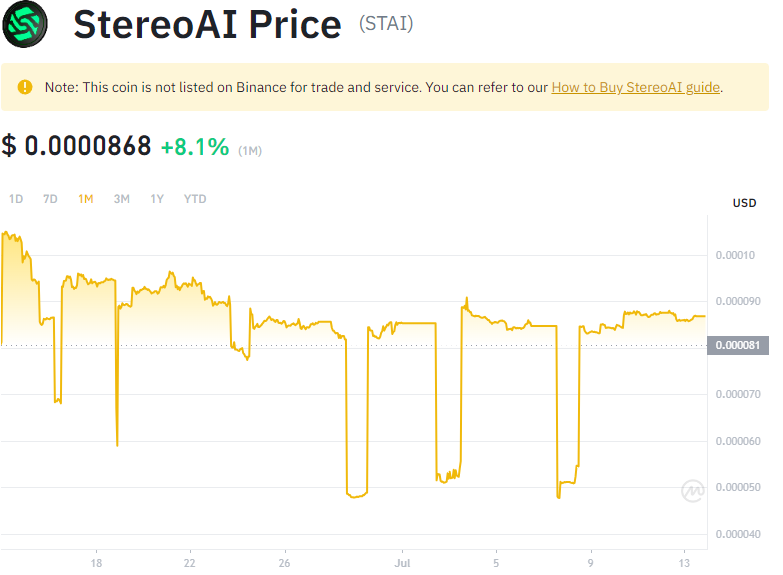 StereoAI Price (STAI)
Note: This coin is not listed on Binance for trade and service. You can refer to our How to Buy StereoAI guide.
$ 0.0000868 +8.1% (1M)
1D 7D 1M 3M 1Y YTD
USD
0.00010
0.000090
0.000081
0.000070
0.000060
0.000050
0.000040
18 22 26 Jul 5 9 13